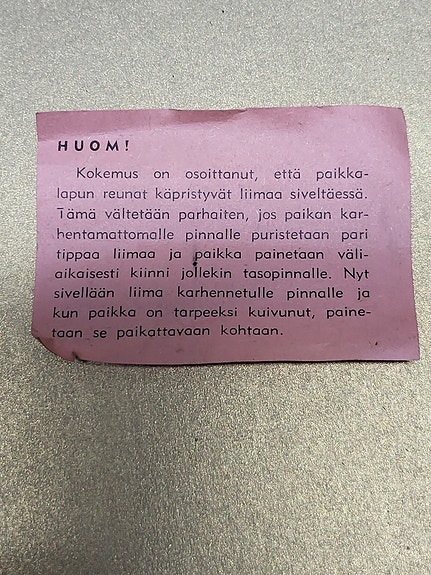 HUOM!
Kokemus on osoittanut, että paikka-
lapun reunat käpristyvät liimaa siveltäessä.
Tämä vältetään parhaiten, jos paikan kar-
hentamattomalle pinnalle puristetaan pari
tippaa liimaa ja paikka painetaan väli-
aikaisesti kiinni jollekin tasopinnalle. Nyt
sivellään liima karhennetulle pinnalle ja
kun paikka on tarpeeksi kuivunut, paine-
taan se paikattavaan kohtaan.